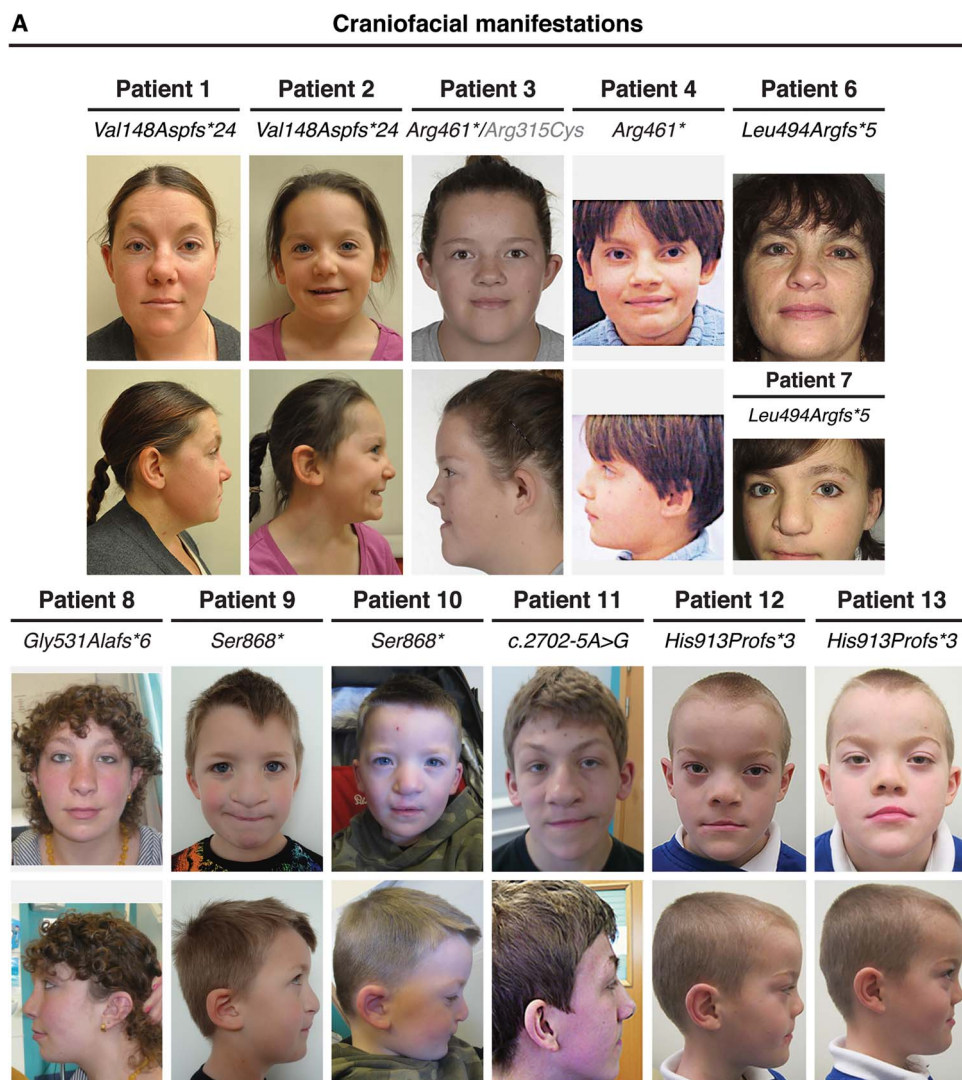 A
Craniofacial manifestations
Patient 1 Patient 2 Patient 3 Patient 4 Patient 6
Val148Aspfs*24 Val148Aspfs*24 Arg461*/Arg315Cys Arg461* Leu494Argfs*5
Patient 7
Leu494Argfs*5
Patient 8 Patient 9 Patient 10 Patient 11 Patient 12 Patient 13
Gly531Alafs*6 Ser868* Ser868* c.2702-5A>G His913Profs*3 His913Profs*3